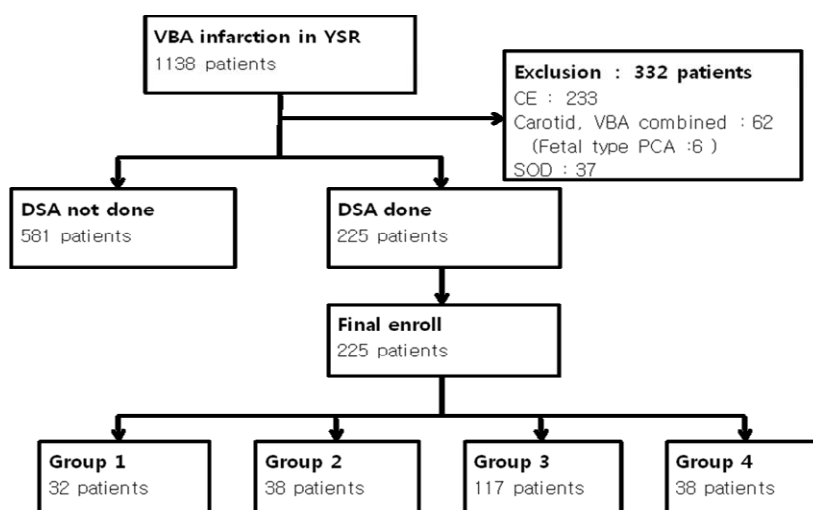 VBA infarction in YSR
1138 patients
Exclusion : 332 patients
CE : 233
Carotid, VBA combined : 62
(Fetal type PCA :6 )
SOD : 37
DSA not done
581 patients
DSA done
225 patients
Final enroll
225 patients
Group 1
32 patients
Group 2
38 patients
Group 3
117 patients
Group 4
38 patients